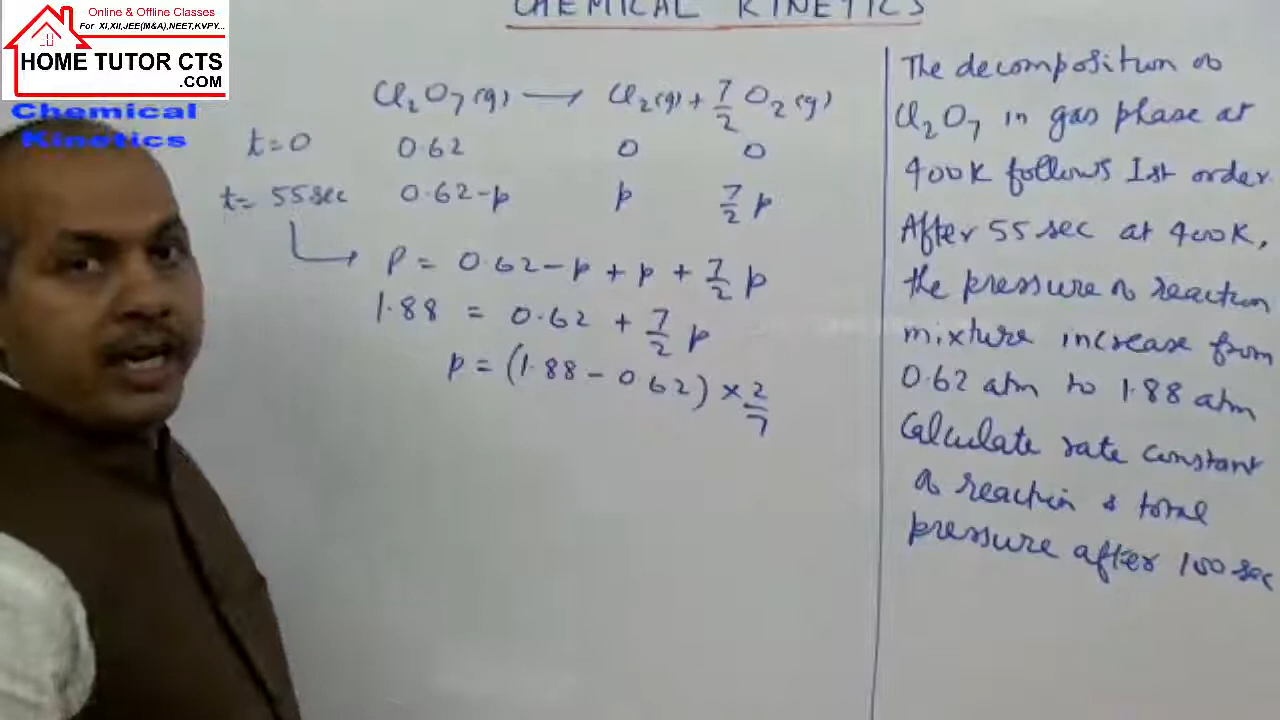 CHEMICAL KINETICS
Online & Offline Classes
For XI,XII,JEE(M&A),NEET,KVPY...
HOME TUTOR CTS
.COM
Chemical
Kinetics
Cl₂O₇(g) → Cl₂(g) + 7/2 O₂(g)
t=0 0.62 0 0
t= 55sec 0.62-p p 7/2 p
P = 0.62-p + p + 7/2 p
1.88 = 0.62 + 7/2 p
p = (1.88 - 0.62) × 2/7
The decomposition of
Cl₂O₇ in gas phase at
400K follows Ist order.
After 55 sec at 400K,
the pressure of reaction
mixture increase from
0.62 atm to 1.88 atm
Calculate rate constant
of reaction & total
pressure after 100 sec